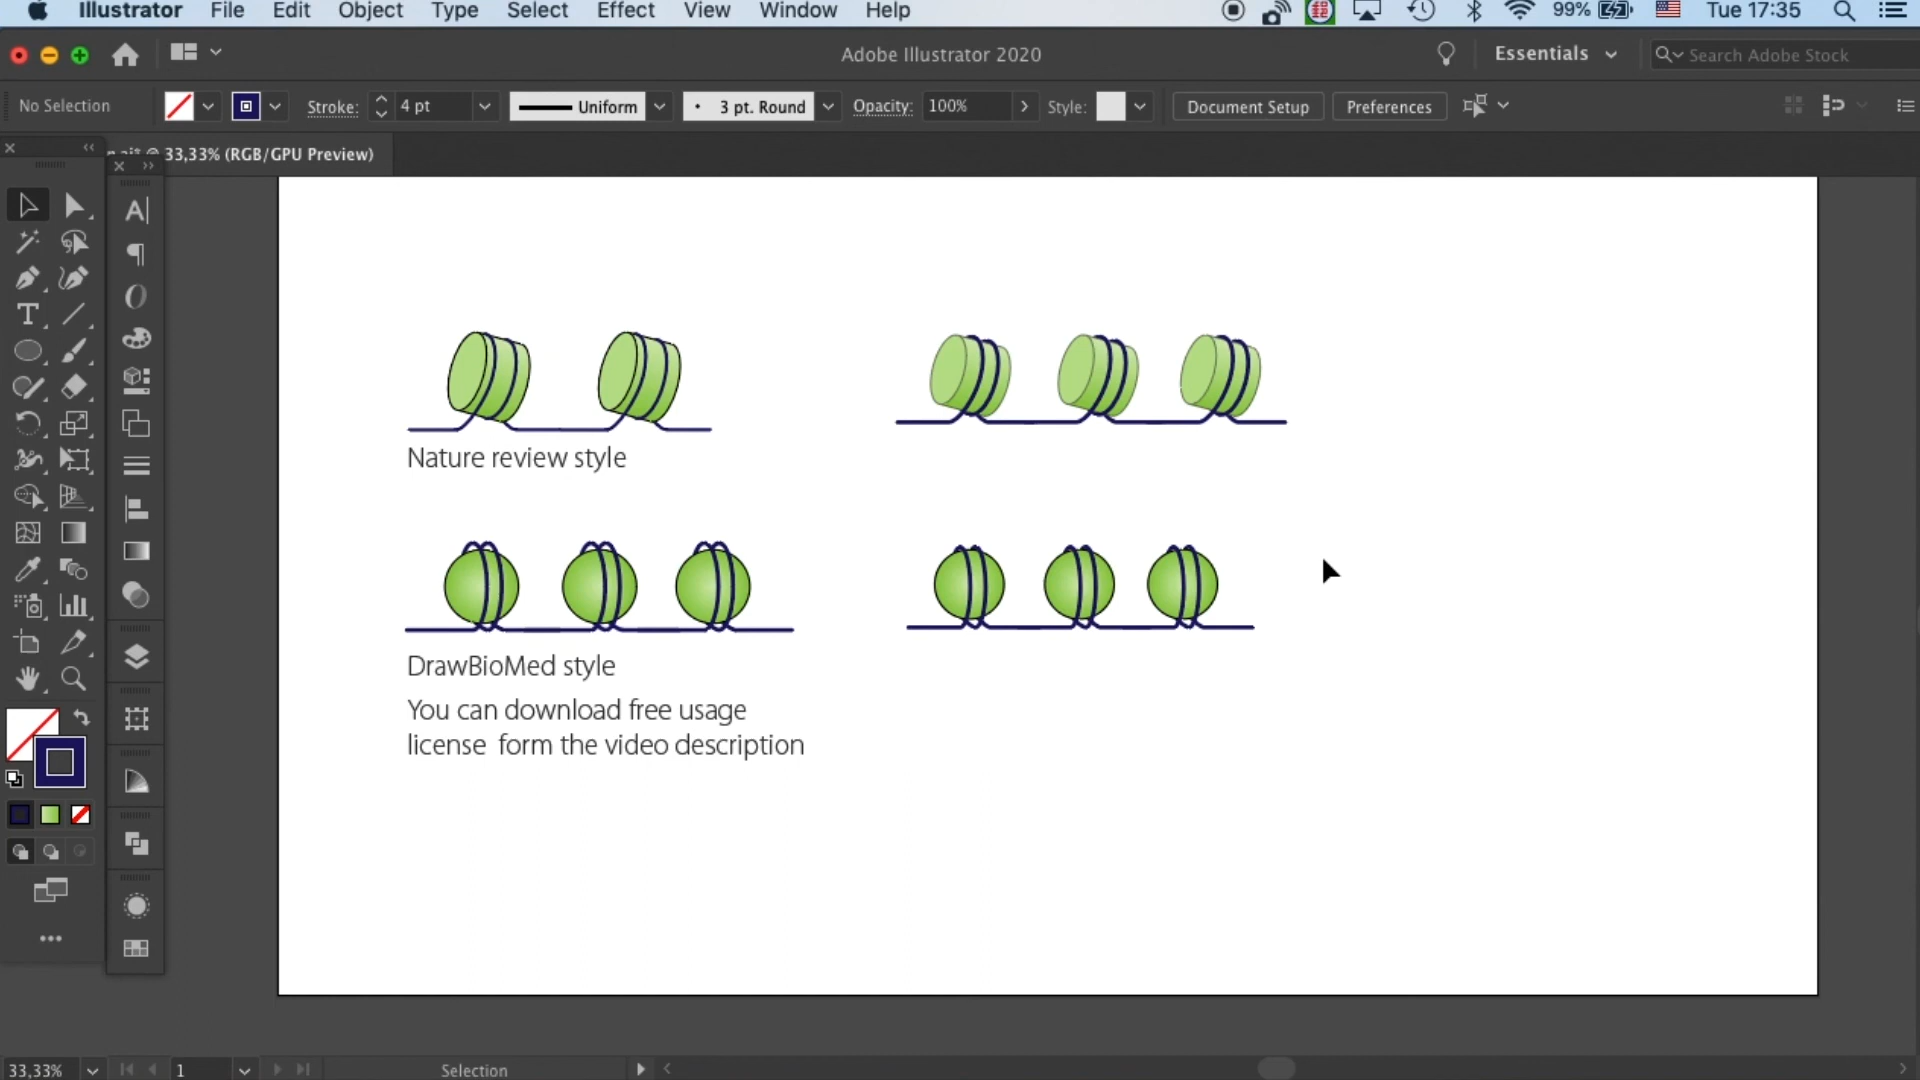 Illustrator File Edit Object Type Select Effect View Window Help 99% Tue 17:35
Adobe Illustrator 2020 Essentials Search Adobe Stock
No Selection Stroke: 4 pt Uniform 3 pt. Round Opacity: 100% Style: Document Setup Preferences
33,33% (RGB/GPU Preview)
Nature review style
DrawBioMed style
You can download free usage
license form the video description
33,33% 1 Selection